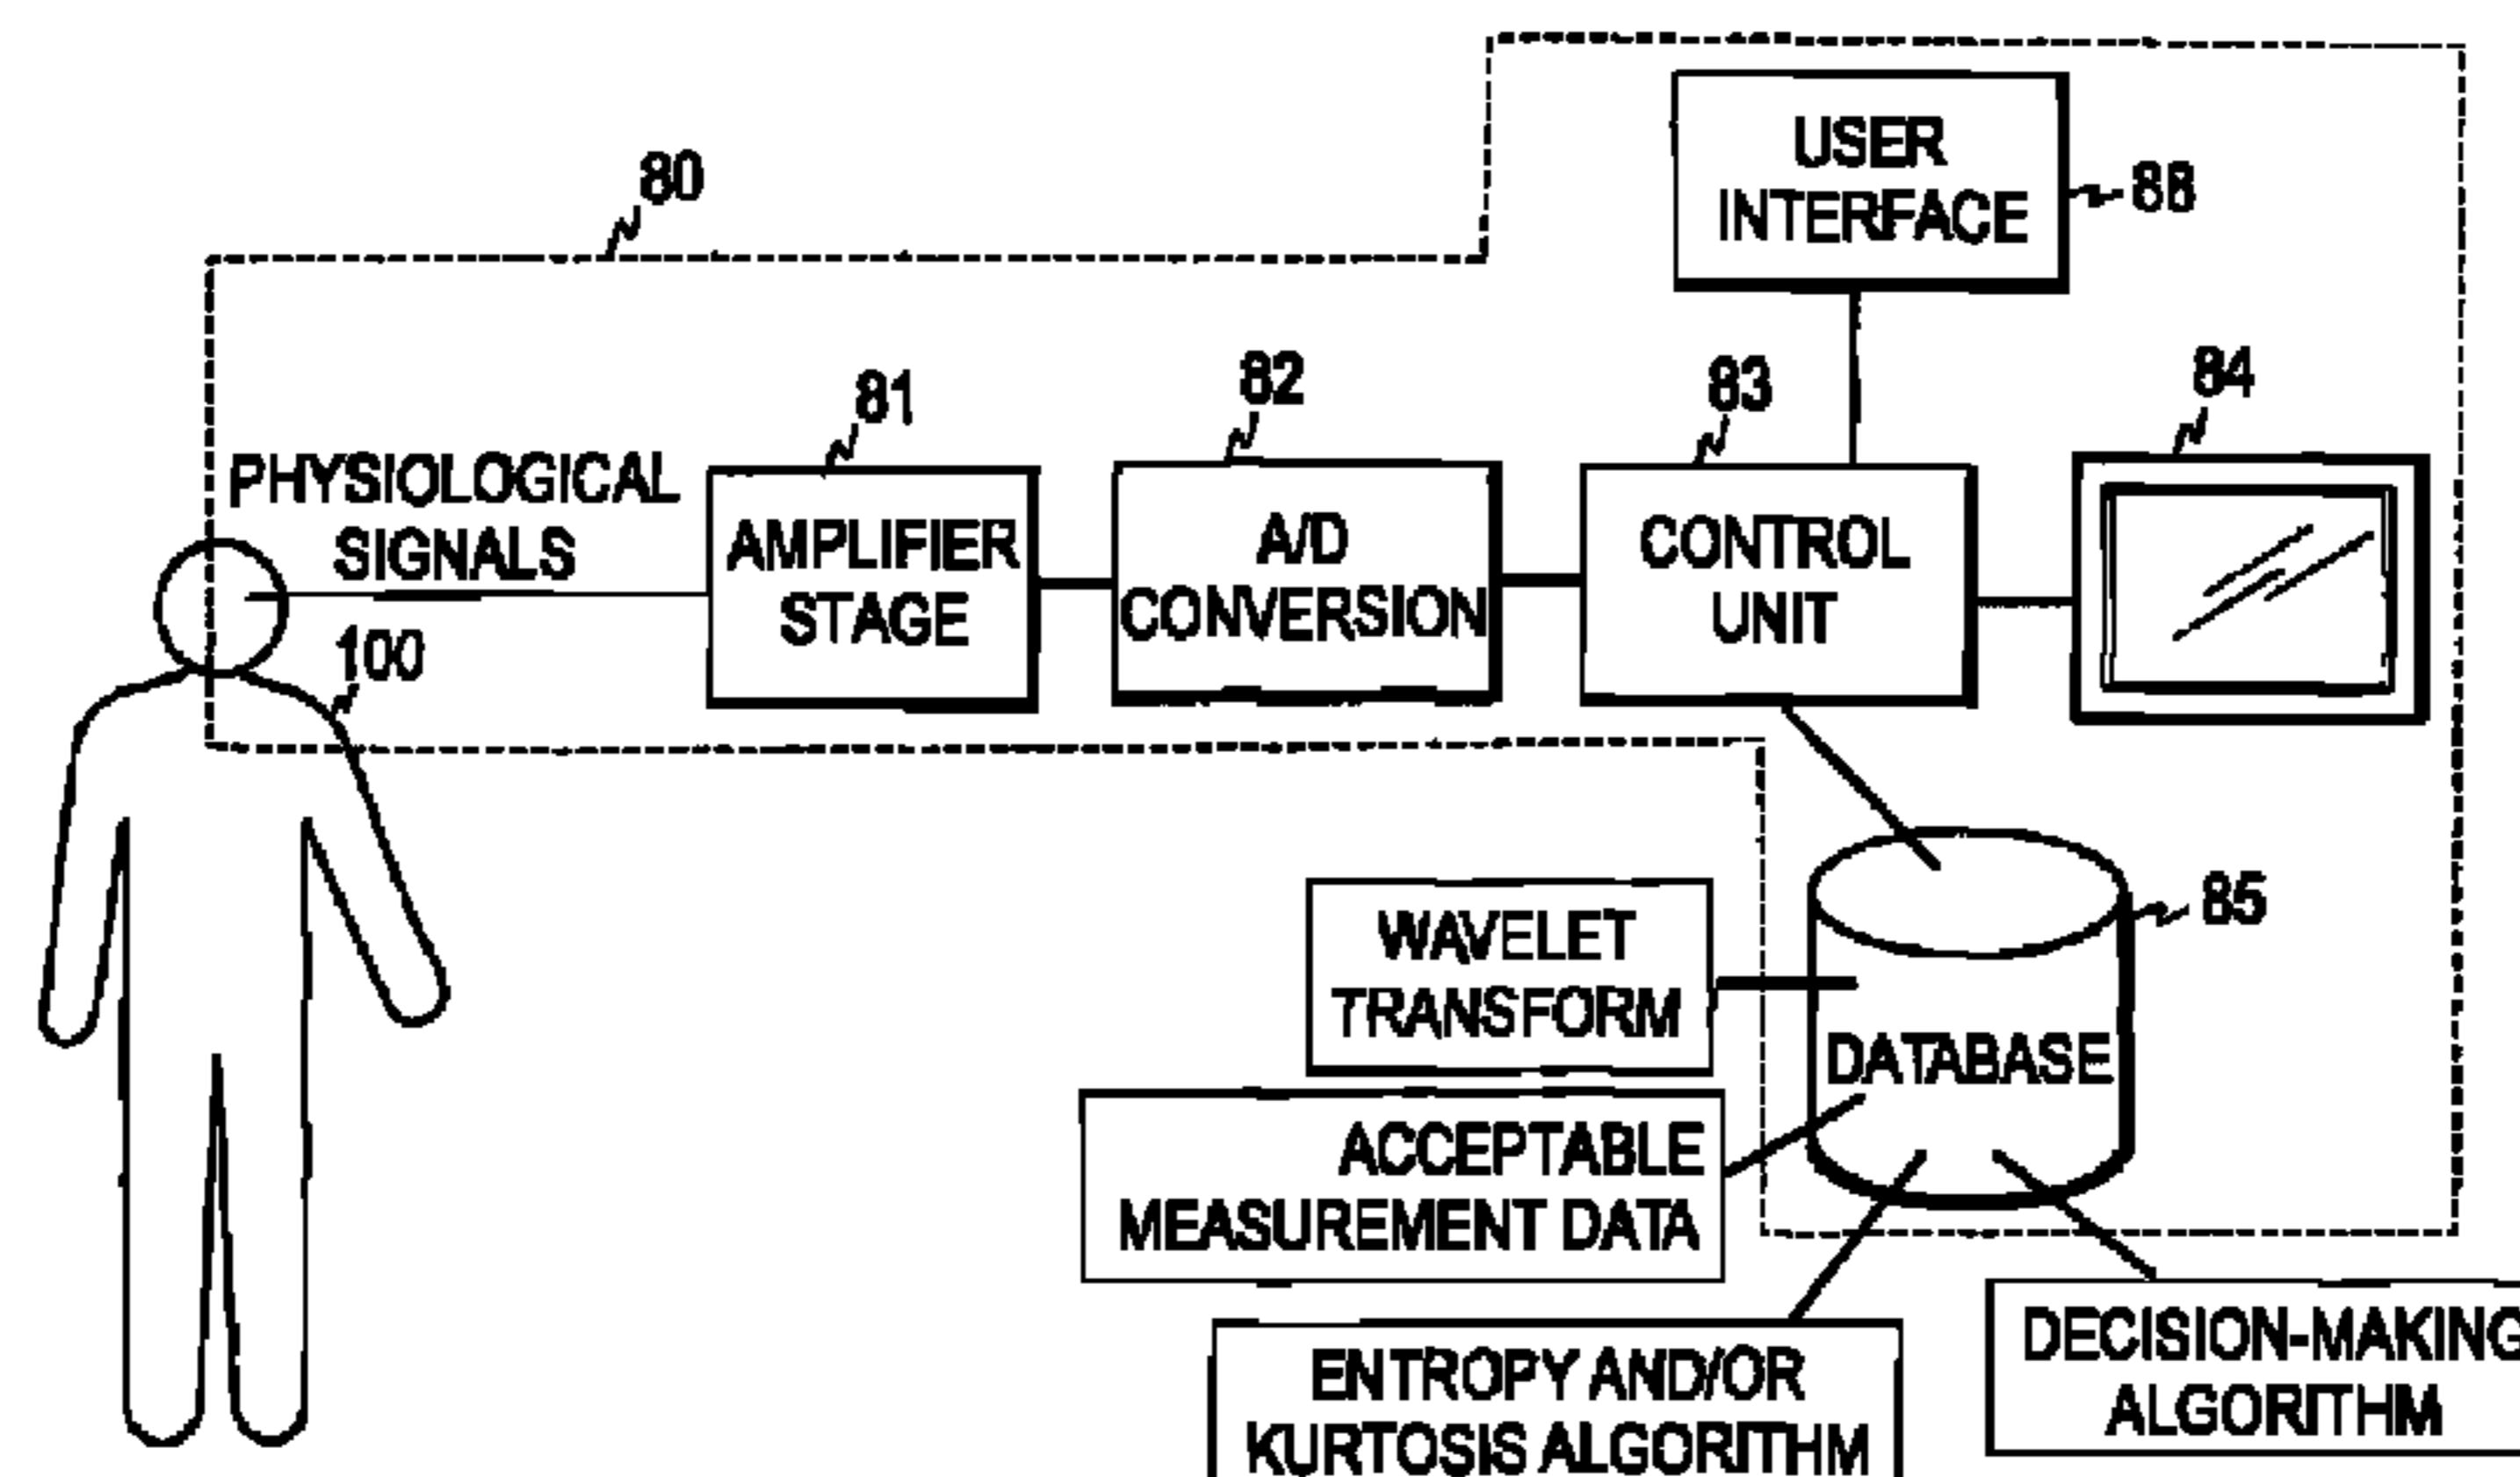 80
USER
INTERFACE
88
PHYSIOLOGICAL
SIGNALS
81
AMPLIFIER
STAGE
82
A/D
CONVERSION
83
CONTROL
UNIT
84
100
WAVELET
TRANSFORM
DATABASE
85
ACCEPTABLE
MEASUREMENT DATA
ENTROPY AND/OR
KURTOSIS ALGORITHM
DECISION-MAKING
ALGORITHM